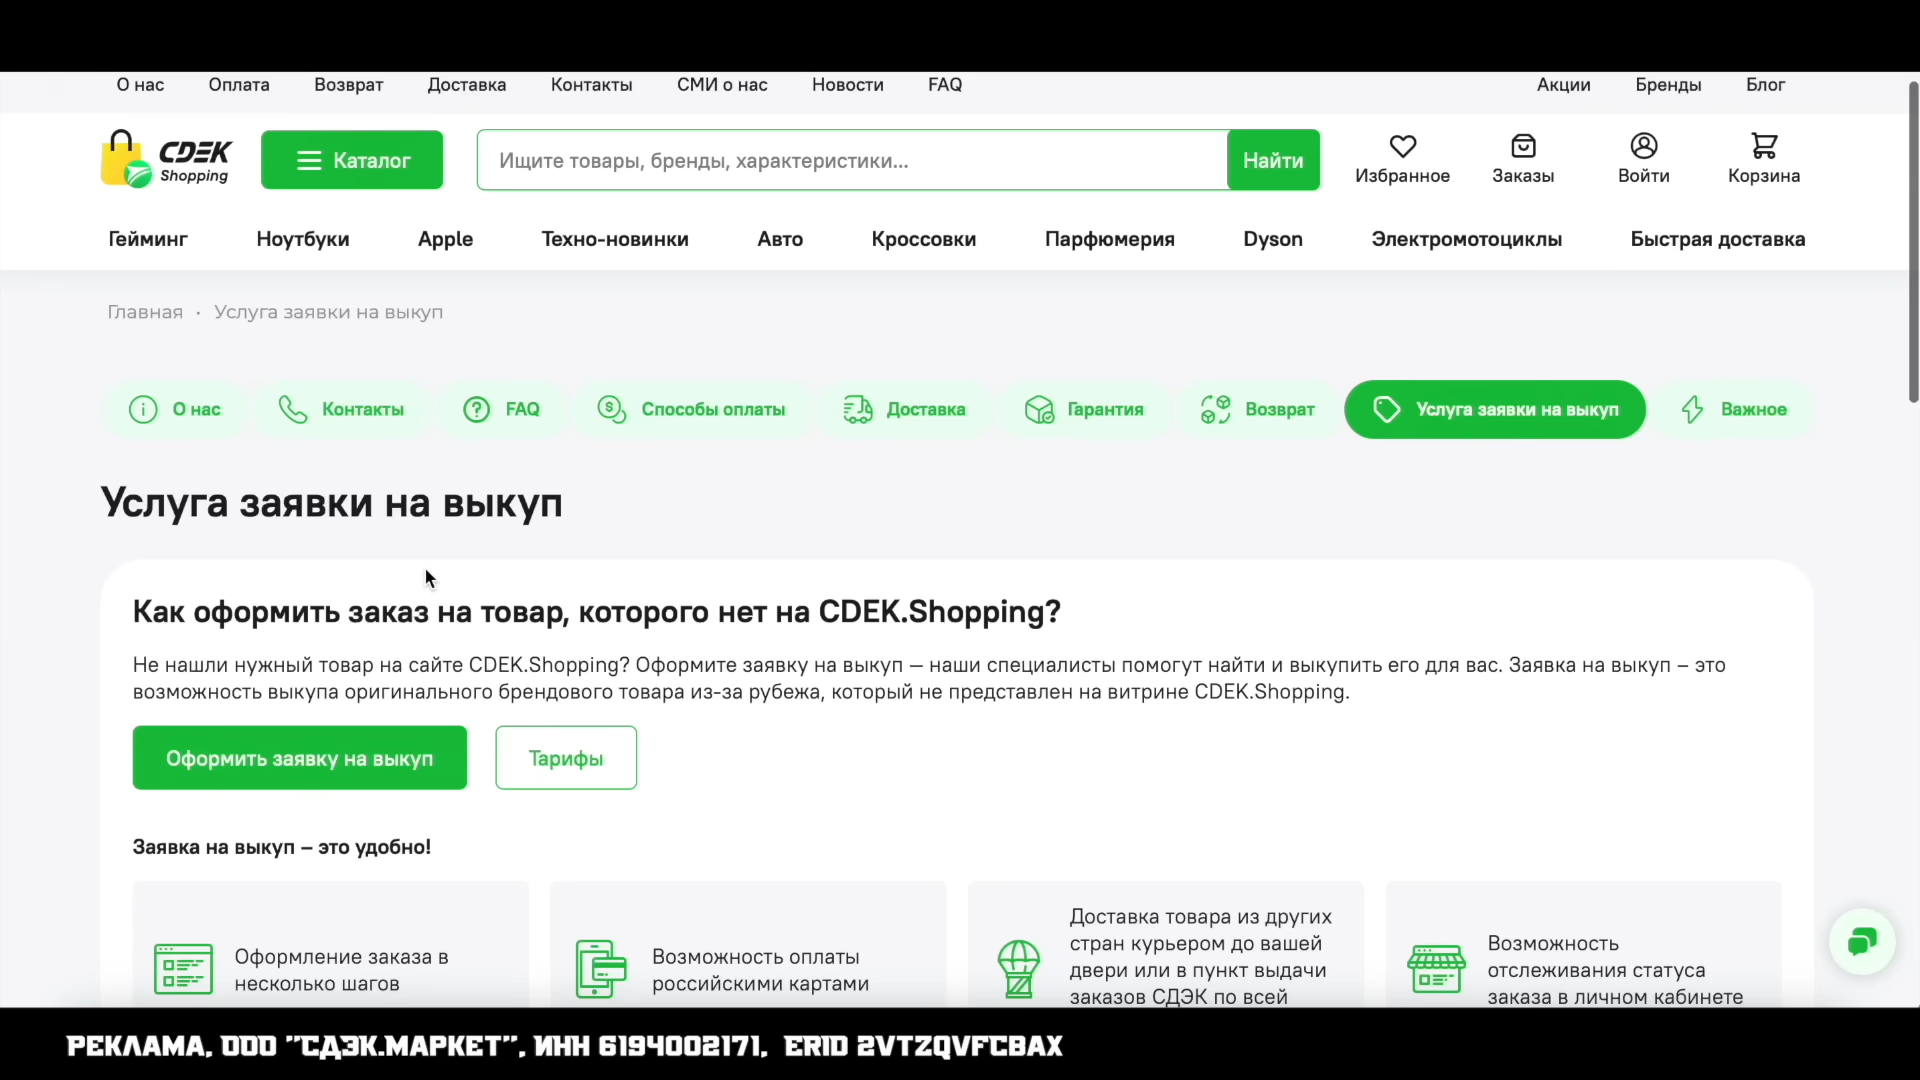 О нас Оплата Возврат Доставка Контакты СМИ о нас Новости FAQ Акции Бренды Блог
CDEK Shopping
Каталог
Ищите товары, бренды, характеристики...
Найти
Избранное Заказы Войти Корзина
Гейминг Ноутбуки Apple Техно-новинки Авто Кроссовки Парфюмерия Dyson Электромотоциклы Быстрая доставка
Главная · Услуга заявки на выкуп
О нас Контакты FAQ Способы оплаты Доставка Гарантия Возврат Услуга заявки на выкуп Важное
Услуга заявки на выкуп
Как оформить заказ на товар, которого нет на CDEK.Shopping?
Не нашли нужный товар на сайте CDEK.Shopping? Оформите заявку на выкуп — наши специалисты помогут найти и выкупить его для вас. Заявка на выкуп – это
возможность выкупа оригинального брендового товара из-за рубежа, который не представлен на витрине CDEK.Shopping.
Оформить заявку на выкуп Тарифы
Заявка на выкуп – это удобно!
Оформление заказа в
несколько шагов
Возможность оплаты
российскими картами
Доставка товара из других
стран курьером до вашей
двери или в пункт выдачи
заказов СДЭК по всей
Возможность
отслеживания статуса
заказа в личном кабинете
РЕКЛАМА, ООО "СДЭК.МАРКЕТ", ИНН 6194002171, ERID 2VTZQVFCBAX